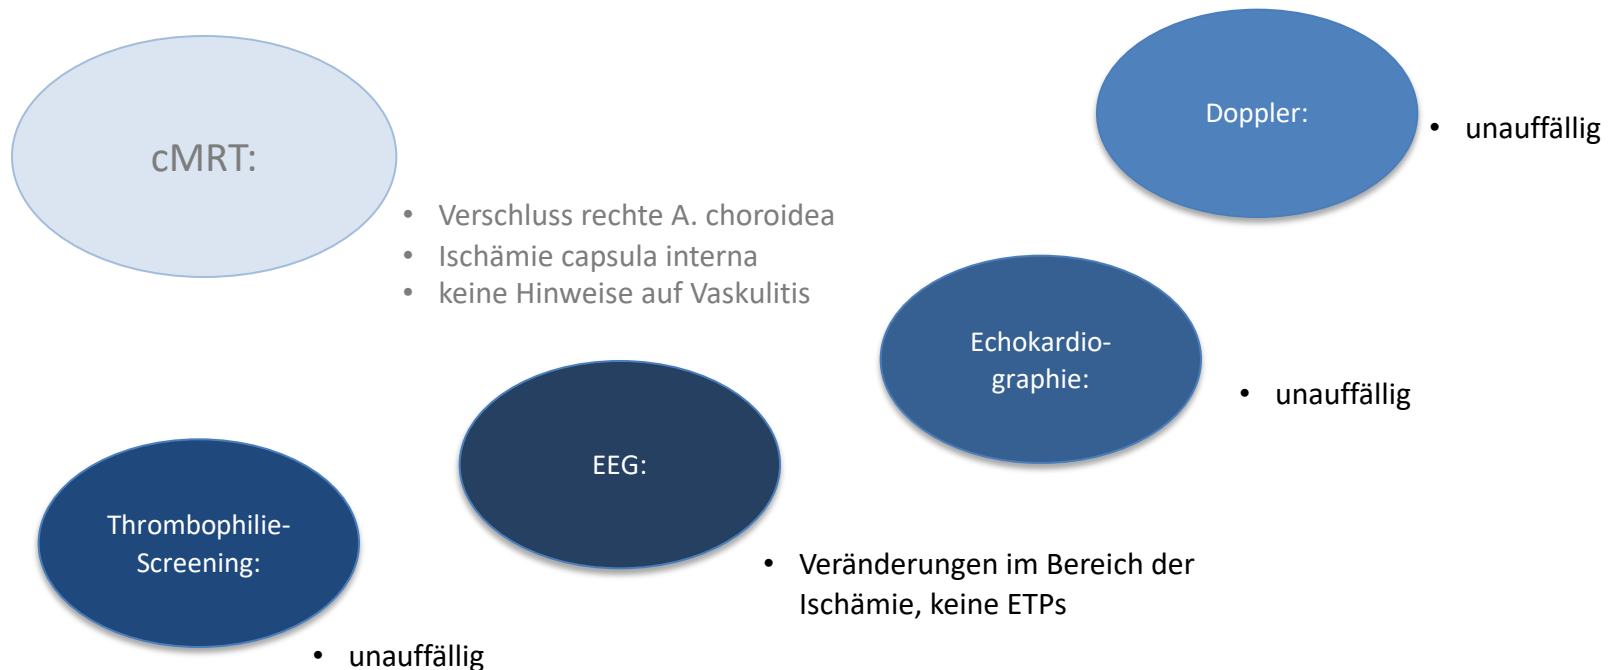 cMRT:
• Verschluss rechte A. choroidea
• Ischämie capsula interna
• keine Hinweise auf Vaskulitis
Doppler:
• unauffällig
Echokardio-
graphie:
• unauffällig
EEG:
• Veränderungen im Bereich der
Ischämie, keine ETPs
Thrombophilie-
Screening:
• unauffällig